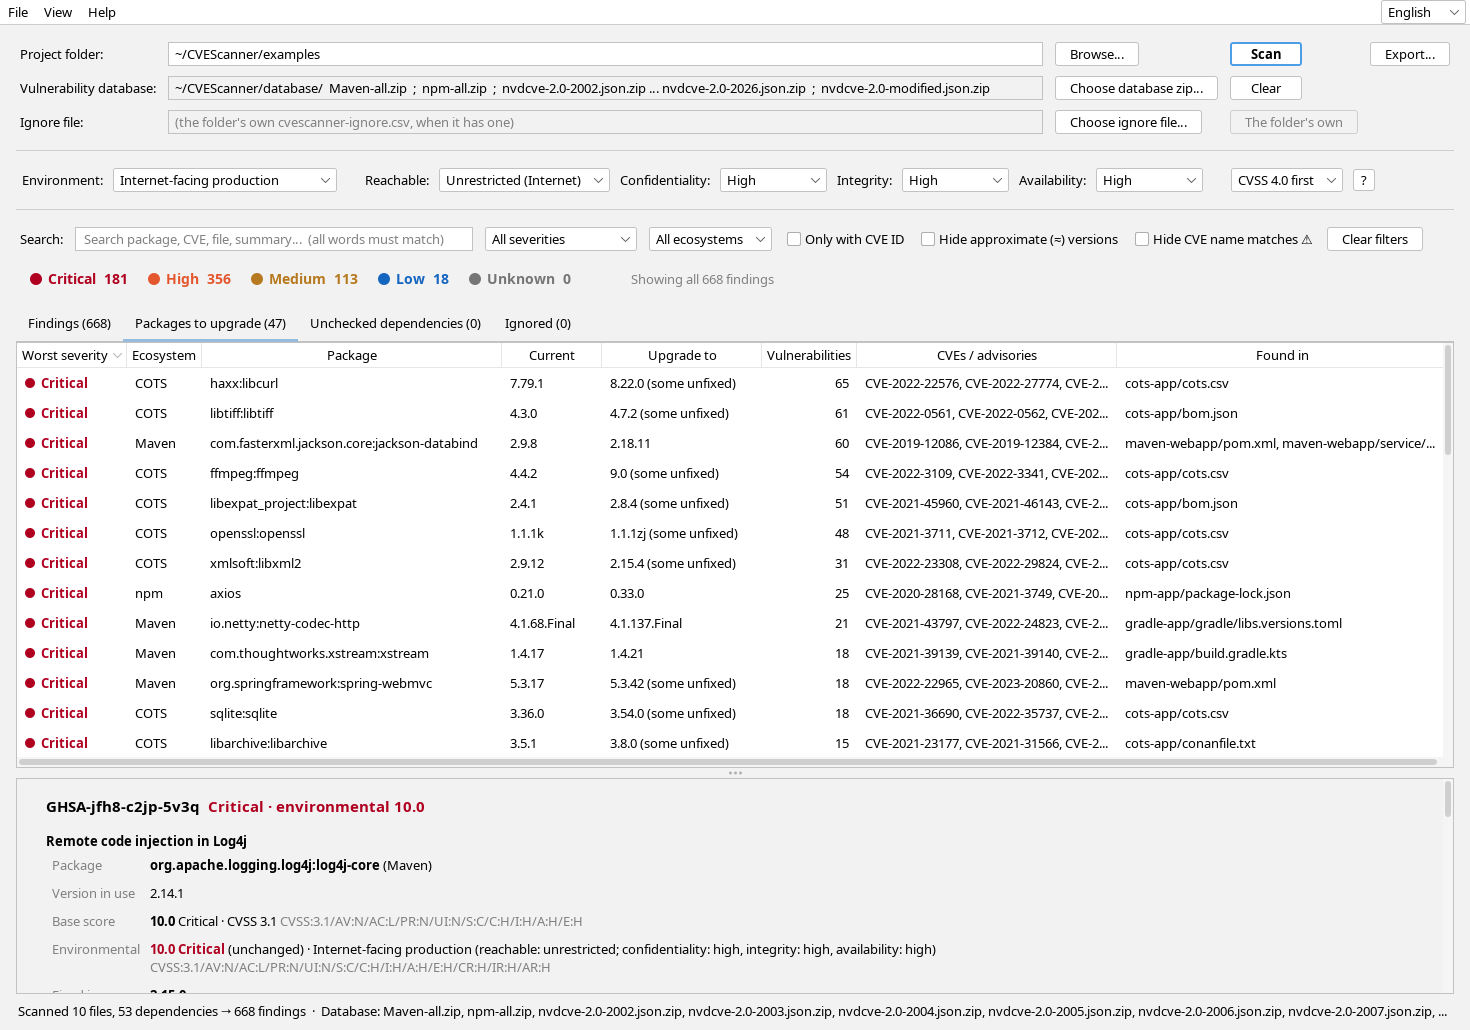 File View Help English
Project folder: ~/CVEScanner/examples Browse... Scan Export...
Vulnerability database: ~/CVEScanner/database/ Maven-all.zip ; npm-all.zip ; nvdcve-2.0-2002.json.zip ... nvdcve-2.0-2026.json.zip ; nvdcve-2.0-modified.json.zip Choose database zip... Clear
Ignore file: (the folder's own cvescanner-ignore.csv, when it has one) Choose ignore file... The folder's own
Environment: Internet-facing production Reachable: Unrestricted (Internet) Confidentiality: High Integrity: High Availability: High CVSS 4.0 first ?
Search: Search package, CVE, file, summary... (all words must match) All severities All ecosystems Only with CVE ID Hide approximate (≈) versions Hide CVE name matches ⚠ Clear filters
Critical 181 High 356 Medium 113 Low 18 Unknown 0 Showing all 668 findings
Findings (668) Packages to upgrade (47) Unchecked dependencies (0) Ignored (0)
Worst severity Ecosystem Package Current Upgrade to Vulnerabilities CVEs / advisories Found in
Critical COTS haxx:libcurl 7.79.1 8.22.0 (some unfixed) 65 CVE-2022-22576, CVE-2022-27774, CVE-2... cots-app/cots.csv
Critical COTS libtiff:libtiff 4.3.0 4.7.2 (some unfixed) 61 CVE-2022-0561, CVE-2022-0562, CVE-202... cots-app/bom.json
Critical Maven com.fasterxml.jackson.core:jackson-databind 2.9.8 2.18.11 60 CVE-2019-12086, CVE-2019-12384, CVE-2... maven-webapp/pom.xml, maven-webapp/service/...
Critical COTS ffmpeg:ffmpeg 4.4.2 9.0 (some unfixed) 54 CVE-2022-3109, CVE-2022-3341, CVE-202... cots-app/cots.csv
Critical COTS libexpat_project:libexpat 2.4.1 2.8.4 (some unfixed) 51 CVE-2021-45960, CVE-2021-46143, CVE-2... cots-app/bom.json
Critical COTS openssl:openssl 1.1.1k 1.1.1zj (some unfixed) 48 CVE-2021-3711, CVE-2021-3712, CVE-202... cots-app/cots.csv
Critical COTS xmlsoft:libxml2 2.9.12 2.15.4 (some unfixed) 31 CVE-2022-23308, CVE-2022-29824, CVE-2... cots-app/cots.csv
Critical npm axios 0.21.0 0.33.0 25 CVE-2020-28168, CVE-2021-3749, CVE-20... npm-app/package-lock.json
Critical Maven io.netty:netty-codec-http 4.1.68.Final 4.1.137.Final 21 CVE-2021-43797, CVE-2022-24823, CVE-2... gradle-app/gradle/libs.versions.toml
Critical Maven com.thoughtworks.xstream:xstream 1.4.17 1.4.21 18 CVE-2021-39139, CVE-2021-39140, CVE-2... gradle-app/build.gradle.kts
Critical Maven org.springframework:spring-webmvc 5.3.17 5.3.42 (some unfixed) 18 CVE-2022-22965, CVE-2023-20860, CVE-2... maven-webapp/pom.xml
Critical COTS sqlite:sqlite 3.36.0 3.54.0 (some unfixed) 18 CVE-2021-36690, CVE-2022-35737, CVE-2... cots-app/cots.csv
Critical COTS libarchive:libarchive 3.5.1 3.8.0 (some unfixed) 15 CVE-2021-23177, CVE-2021-31566, CVE-2... cots-app/conanfile.txt
GHSA-jfh8-c2jp-5v3q Critical · environmental 10.0
Remote code injection in Log4j
Package org.apache.logging.log4j:log4j-core (Maven)
Version in use 2.14.1
Base score 10.0 Critical · CVSS 3.1 CVSS:3.1/AV:N/AC:L/PR:N/UI:N/S:C/C:H/I:H/A:H/E:H
Environmental 10.0 Critical (unchanged) · Internet-facing production (reachable: unrestricted; confidentiality: high, integrity: high, availability: high)
CVSS:3.1/AV:N/AC:L/PR:N/UI:N/S:C/C:H/I:H/A:H/E:H/CR:H/IR:H/AR:H
Scanned 10 files, 53 dependencies → 668 findings · Database: Maven-all.zip, npm-all.zip, nvdcve-2.0-2002.json.zip, nvdcve-2.0-2003.json.zip, nvdcve-2.0-2004.json.zip, nvdcve-2.0-2005.json.zip, nvdcve-2.0-2006.json.zip, nvdcve-2.0-2007.json.zip, ...